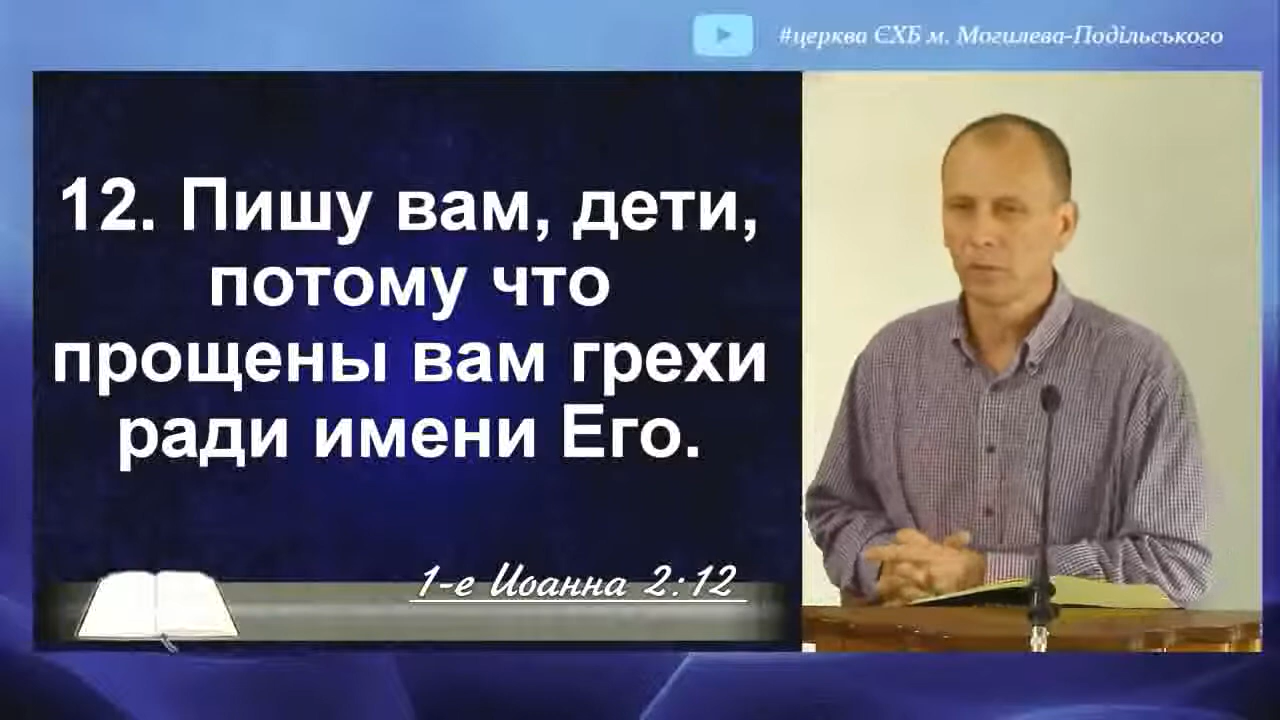 #церква ЄХБ м. Могилева-Подільського
12. Пишу вам, дети,
потому что
прощены вам грехи
ради имени Его.
1-е Иоанна 2:12